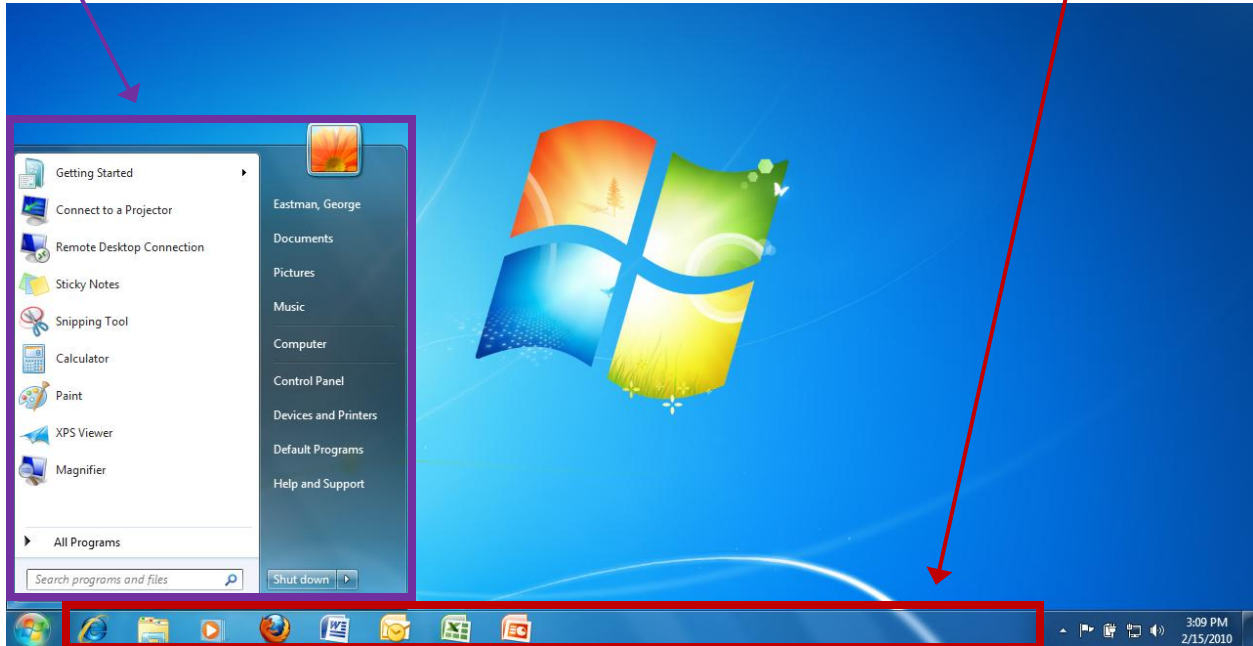 Getting Started
Connect to a Projector
Remote Desktop Connection
Sticky Notes
Snipping Tool
Calculator
Paint
XPS Viewer
Magnifier
All Programs
Search programs and files
Eastman, George
Documents
Pictures
Music
Computer
Control Panel
Devices and Printers
Default Programs
Help and Support
Shut down
3:09 PM
2/15/2010